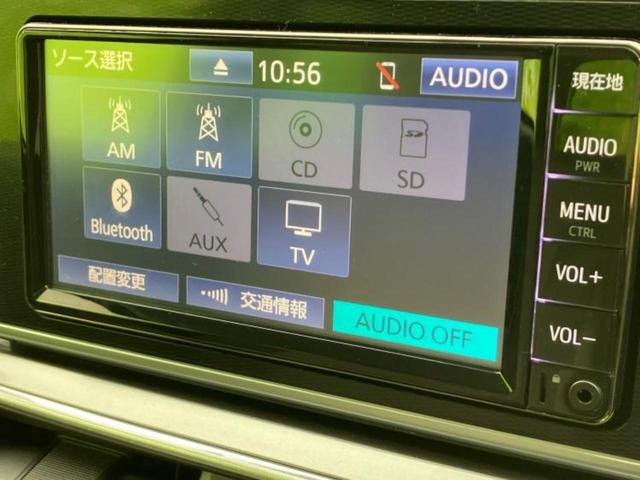 ソース選択
10:56
AUDIO
AM
FM
CD
SD
Bluetooth
AUX
TV
配置変更
交通情報
AUDIO OFF
現在地
AUDIO
PWR
MENU
CTRL
VOL+
VOL-